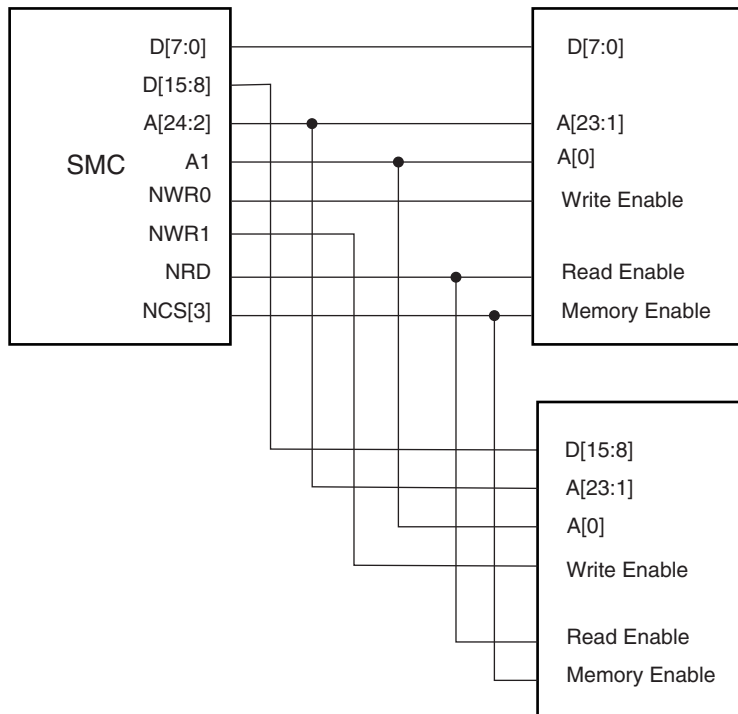 D[7:0]
D[15:8]
A[24:2]
A1
SMC
NWR0
NWR1
NRD
NCS[3]
D[7:0]
A[23:1]
A[0]
Write Enable
Read Enable
Memory Enable
D[15:8]
A[23:1]
A[0]
Write Enable
Read Enable
Memory Enable